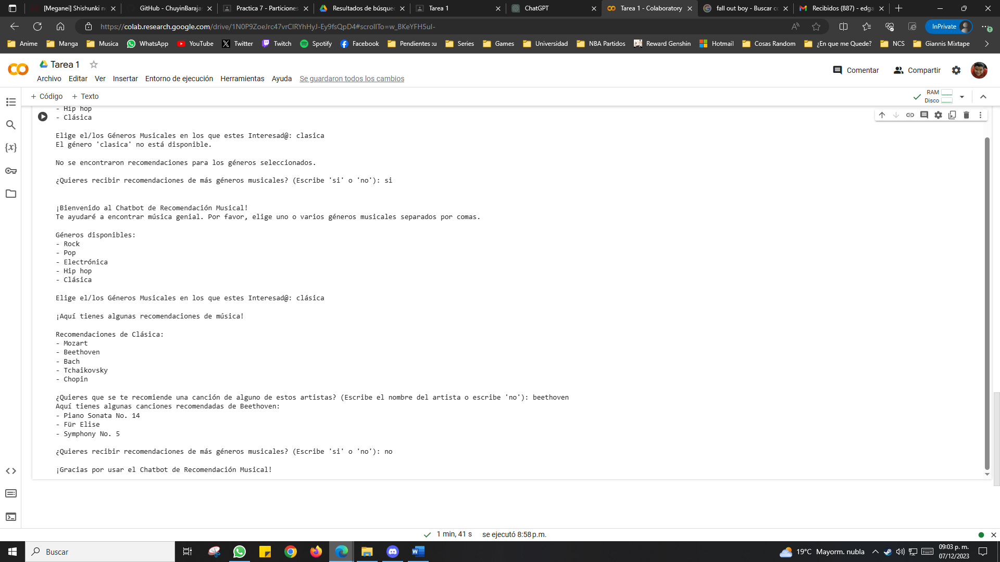 [Meganei] Shishunki no
GitHub - ChuyinBaraja
Practica 7 - Particiones
Resultados de búsqued
Tarea 1
ChatGPT
Tarea 1 - Colaboratory
fall out boy - Buscar co
Recibidos (887) - edga
https://colab.research.google.com/drive/1N0P9ZoeJrc47vrClRYhHyJ-Ey9fsQpD4#scrollTo=w_BKeYFH5uI-
InPrivate
Anime
Manga
Musica
WhatsApp
YouTube
Twitter
Twitch
Spotify
Facebook
Pendientes :u
Series
Games
Universidad
NBA Partidos
Reward Genshin
Hotmail
Cosas Random
¿En que me Quede?
NCS
Giannis Mixtape
Tarea 1
Comentar
Compartir
Archivo Editar Ver Insertar Entorno de ejecución Herramientas Ayuda Se guardaron todos los cambios
+ Código + Texto
RAM
Disco
- Hip hop
- Clásica
Elige el/los Géneros Musicales en los que estes Interesad@: clasica
El género 'clasica' no está disponible.
No se encontraron recomendaciones para los géneros seleccionados.
¿Quieres recibir recomendaciones de más géneros musicales? (Escribe 'si' o 'no'): si
¡Bienvenido al Chatbot de Recomendación Musical!
Te ayudaré a encontrar música genial. Por favor, elige uno o varios géneros musicales separados por comas.
Géneros disponibles:
- Rock
- Pop
- Electrónica
- Hip hop
- Clásica
Elige el/los Géneros Musicales en los que estes Interesad@: clásica
¡Aquí tienes algunas recomendaciones de música!
Recomendaciones de Clásica:
- Mozart
- Beethoven
- Bach
- Tchaikovsky
- Chopin
¿Quieres que se te recomiende una canción de alguno de estos artistas? (Escribe el nombre del artista o escribe 'no'): beethoven
Aquí tienes algunas canciones recomendadas de Beethoven:
- Piano Sonata No. 14
- Für Elise
- Symphony No. 5
¿Quieres recibir recomendaciones de más géneros musicales? (Escribe 'si' o 'no'): no
¡Gracias por usar el Chatbot de Recomendación Musical!
1 min, 41 s se ejecutó 8:58 p.m.
Buscar
19°C Mayorm. nubla
09:03 p. m.
07/12/2023